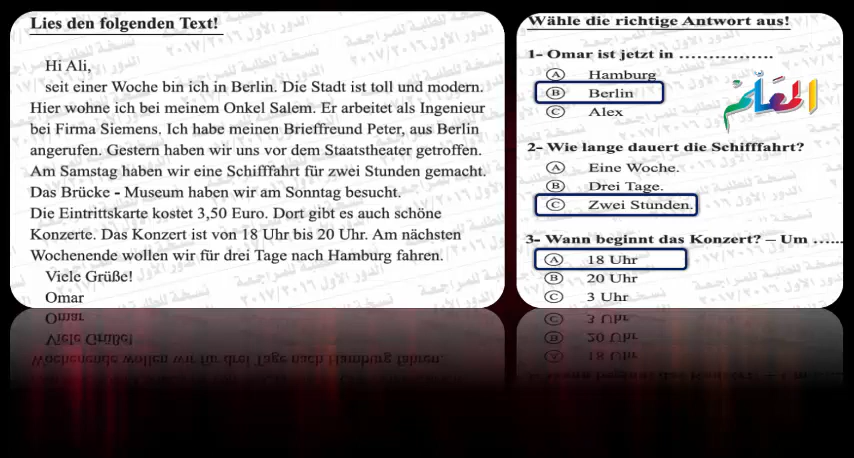 Lies den folgenden Text!
Hi Ali,
seit einer Woche bin ich in Berlin. Die Stadt ist toll und modern.
Hier wohne ich bei meinem Onkel Salem. Er arbeitet als Ingenieur
bei Firma Siemens. Ich habe meinen Brieffreund Peter, aus Berlin
angerufen. Gestern haben wir uns vor dem Staatstheater getroffen.
Am Samstag haben wir eine Schifffahrt für zwei Stunden gemacht.
Das Brücke - Museum haben wir am Sonntag besucht.
Die Eintrittskarte kostet 3,50 Euro. Dort gibt es auch schöne
Konzerte. Das Konzert ist von 18 Uhr bis 20 Uhr. Am nächsten
Wochenende wollen wir für drei Tage nach Hamburg fahren.
Viele Grüße!
Omar
Wähle die richtige Antwort aus!
1- Omar ist jetzt in ................
A Hamburg
B Berlin
C Alex
المعلم
2- Wie lange dauert die Schifffahrt?
A Eine Woche.
B Drei Tage.
C Zwei Stunden.
3- Wann beginnt das Konzert? – Um ......
A 18 Uhr
B 20 Uhr
C 3 Uhr